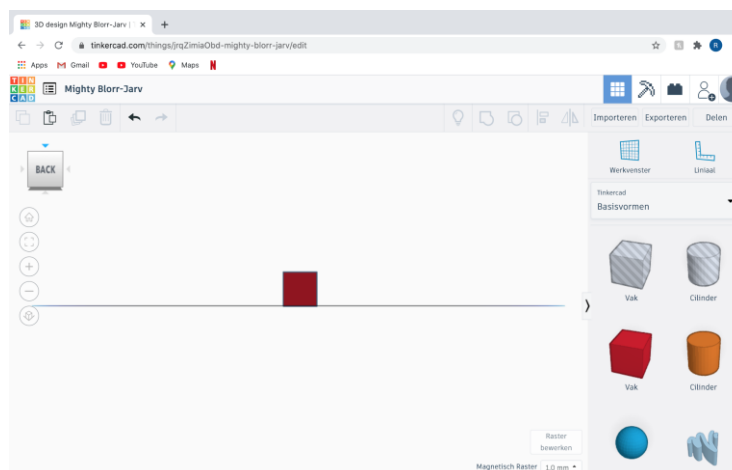 3D design Mighty Blorr-Jarv | T
tinkercad.com/things/jrqZimiaObd-mighty-blorr-jarv/edit
R
Apps Gmail YouTube Maps N
TIN
KER
CAD
Mighty Blorr-Jarv
Importeren Exporteren Delen
BACK
Werkvenster Liniaal
Tinkercad
Basisvormen
Vak Cilinder
Vak Cilinder
Raster
bewerken
Magnetisch Raster 1.0 mm